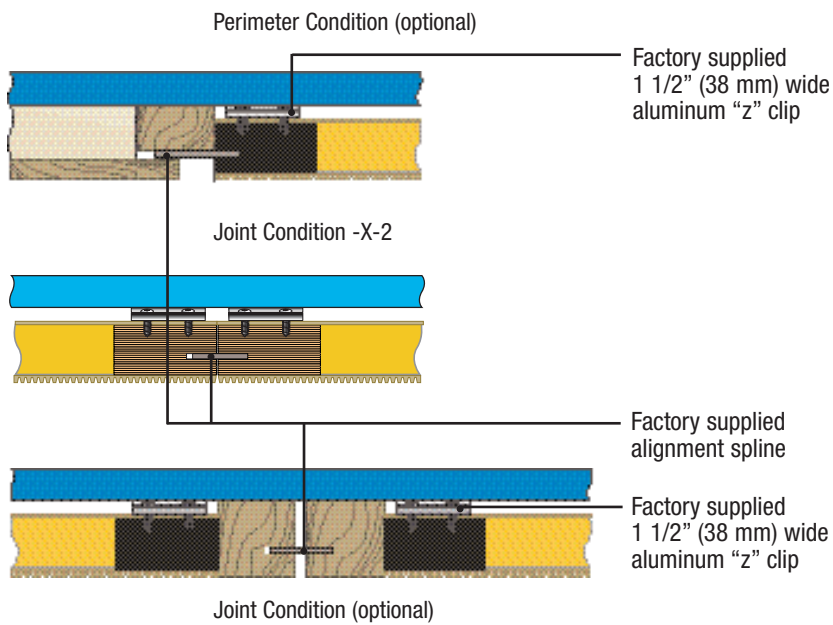 Perimeter Condition (optional)
Factory supplied
1 1/2” (38 mm) wide
aluminum “z” clip
Joint Condition -X-2
Factory supplied
alignment spline
Factory supplied
1 1/2” (38 mm) wide
aluminum “z” clip
Joint Condition (optional)